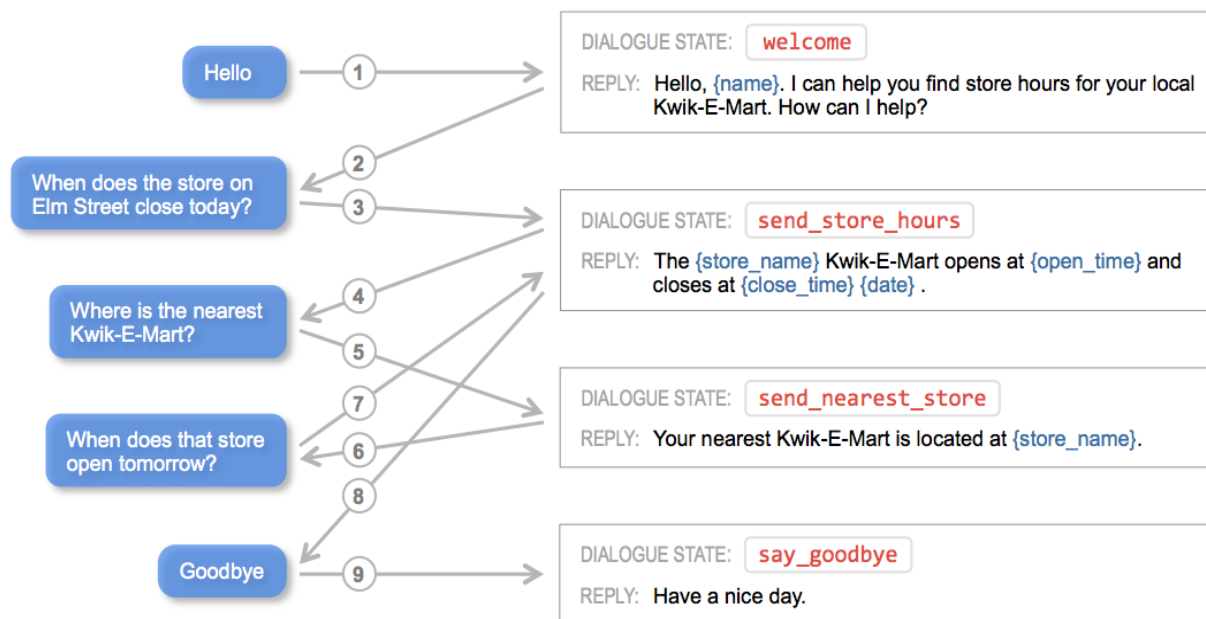 Hello
1
DIALOGUE STATE: welcome
REPLY: Hello, {name}. I can help you find store hours for your local
Kwik-E-Mart. How can I help?
2
When does the store on
Elm Street close today?
3
DIALOGUE STATE: send_store_hours
REPLY: The {store_name} Kwik-E-Mart opens at {open_time} and
closes at {close_time} {date} .
4
Where is the nearest
Kwik-E-Mart?
5
DIALOGUE STATE: send_nearest_store
REPLY: Your nearest Kwik-E-Mart is located at {store_name}.
7
6
When does that store
open tomorrow?
8
Goodbye
9
DIALOGUE STATE: say_goodbye
REPLY: Have a nice day.